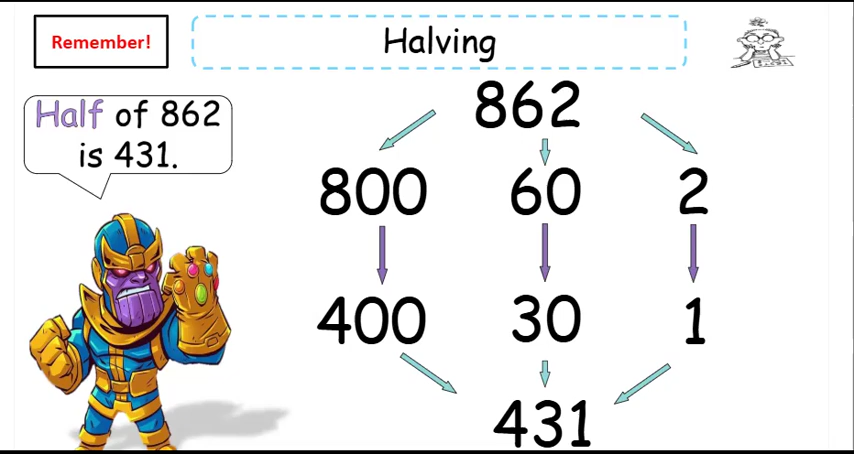 Remember!
Halving
Half of 862
is 431.
862
800 60 2
400 30 1
431